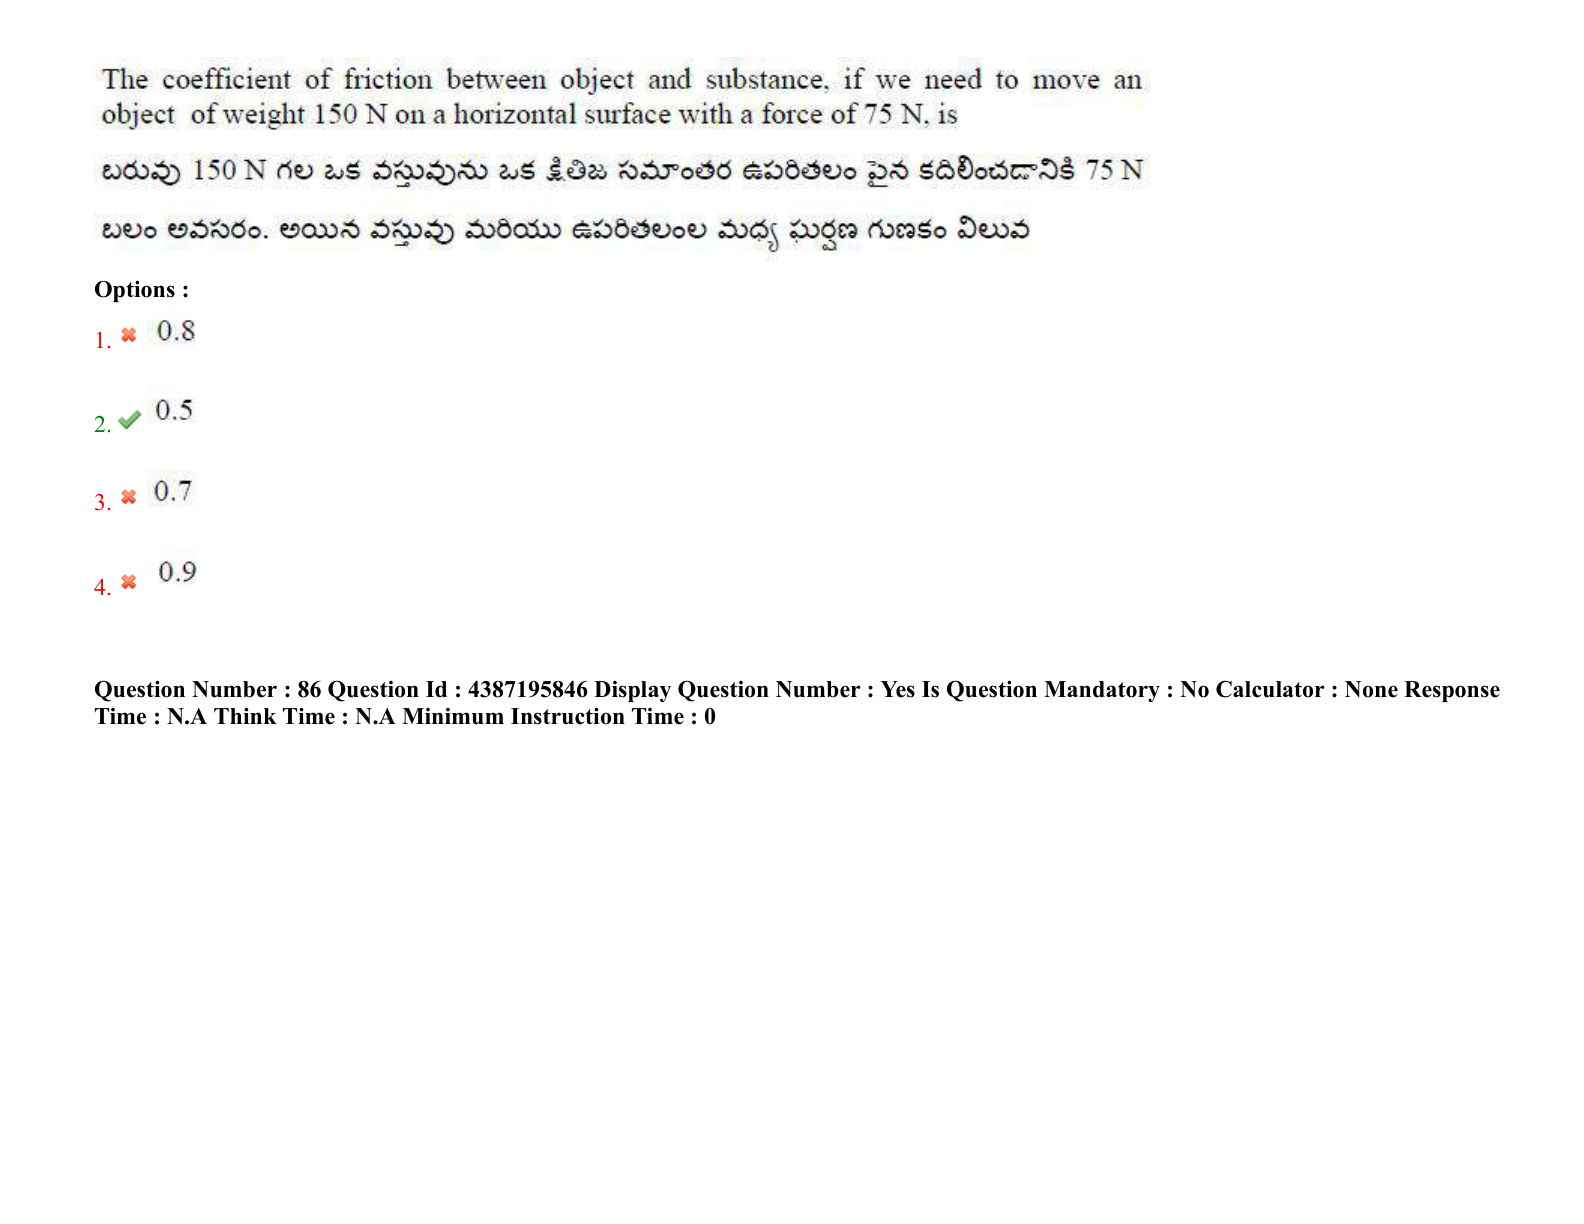 The coefficient of friction between object and substance, if we need to move an
object of weight 150 N on a horizontal surface with a force of 75 N, is
బరువు 150 N గల ఒక వస్తువును ఒక క్షితిజ సమాంతర ఉపరితలం పైన కదిలించడానికి 75 N
బలం అవసరం. అయిన వస్తువు మరియు ఉపరితలంల మధ్య ఘర్షణ గుణకం విలువ
Options :
1. 0.8
2. 0.5
3. 0.7
4. 0.9
Question Number : 86 Question Id : 4387195846 Display Question Number : Yes Is Question Mandatory : No Calculator : None Response
Time : N.A Think Time : N.A Minimum Instruction Time : 0